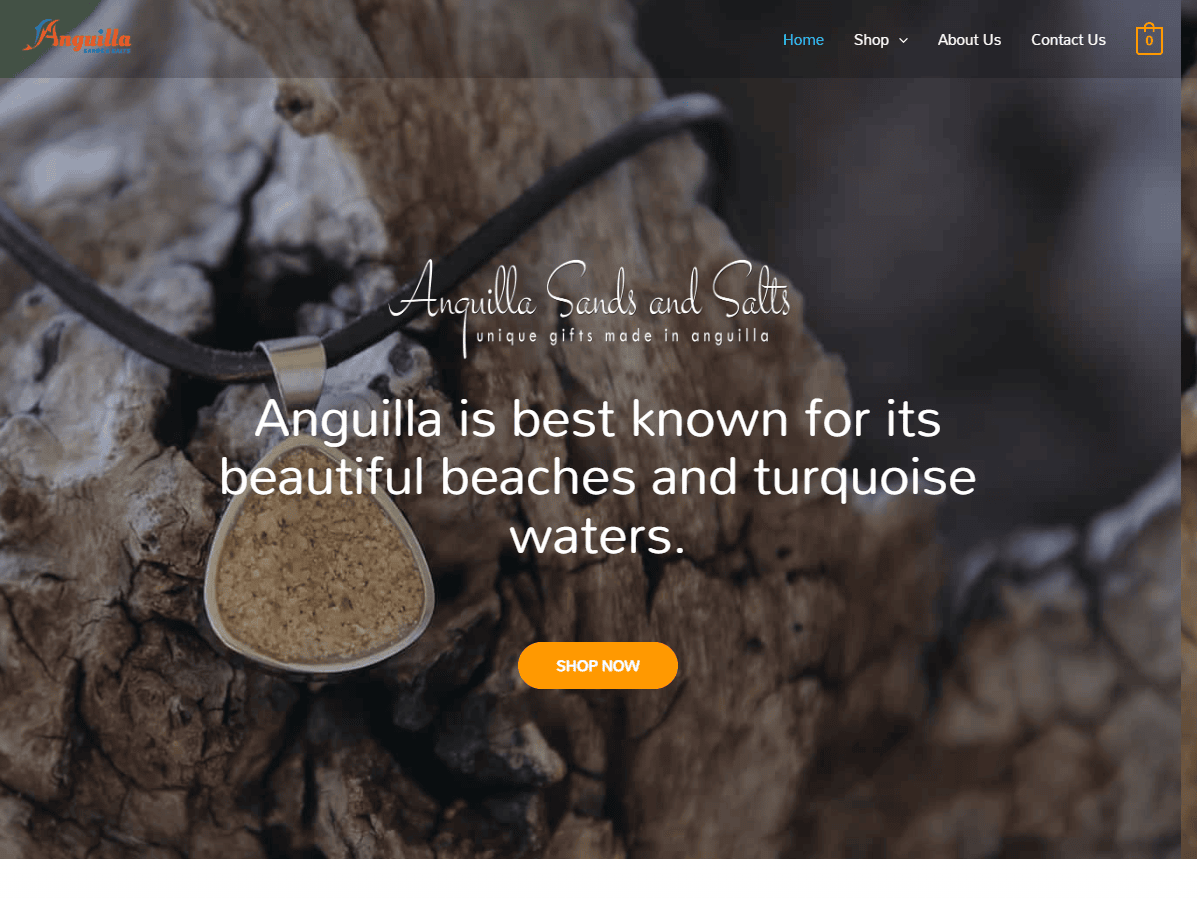 Anguilla
Home Shop About Us Contact Us 0
Anguilla Sands and Salts
unique gifts made in anguilla
Anguilla is best known for its
beautiful beaches and turquoise
waters.
SHOP NOW